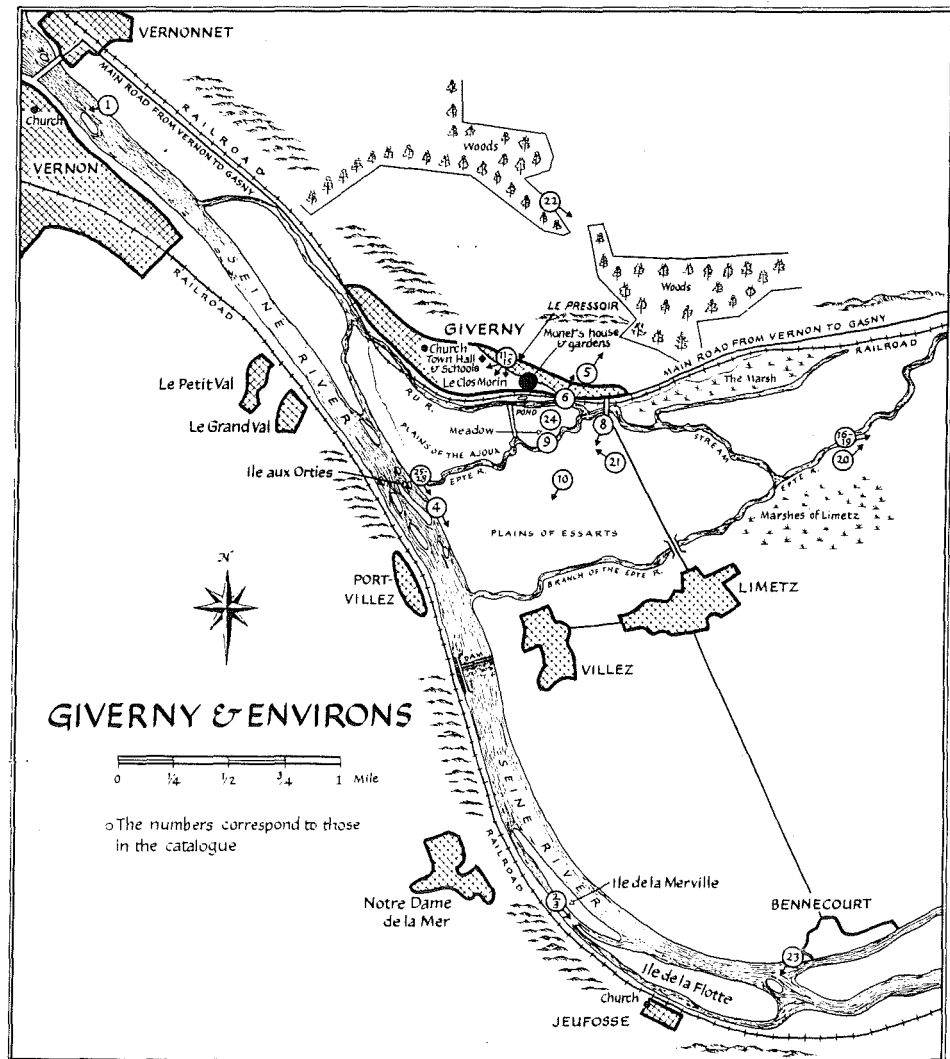 VERNONNET
RAILROAD
MAIN ROAD FROM VERNON TO GASNY
1
Church
VERNON
RAILROAD
SEINE RIVER
Woods
22
Woods
LE PRESSOIR
GIVERNY
Monet's house
& gardens
Church
Town Hall
& Schools
Le Clos Morin
5
6
MAIN ROAD FROM VERNON TO GASNY
RAILROAD
The Marsh
RU R.
POND
24
Meadow
9
8
21
STREAM
16-
19
20
EPTE R.
Le Petit Val
Le Grand Val
PLAINS OF THE AJOUX
EPTE R.
Ile aux Orties
25-
28
4
10
Marshes of Limetz
PLAINS OF ESSARTS
N
PORT-
VILLEZ
BRANCH OF THE EPTE R.
LIMETZ
VILLEZ
DAM
GIVERNY & ENVIRONS
0 1/4 1/2 3/4 1 Mile
The numbers correspond to those
in the catalogue
SEINE RIVER
RAILROAD
Notre Dame
de la Mer
2
3
Ile de la Merville
BENNECOURT
23
Ile de la Flotte
Church
JEUFOSSE